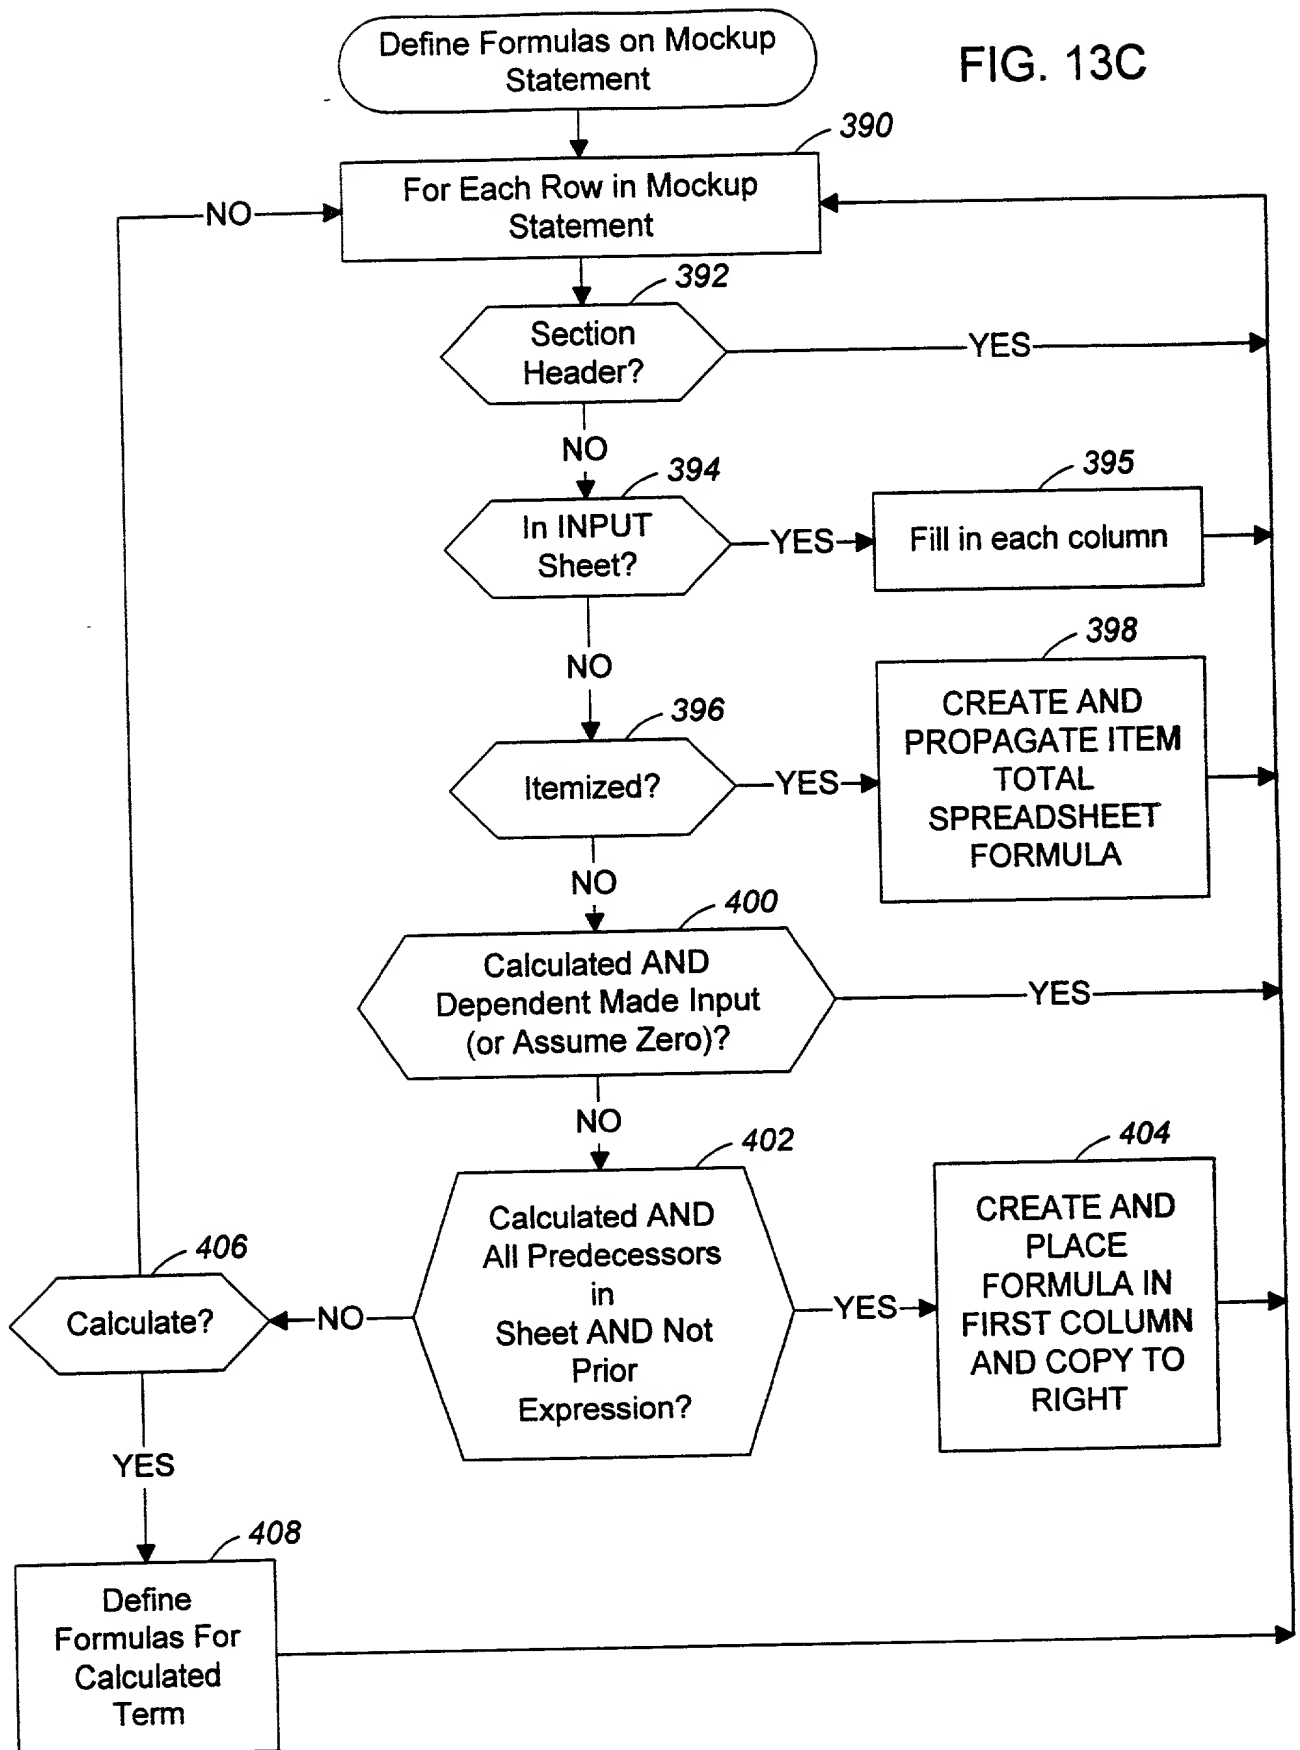 Define Formulas on Mockup
Statement
FIG. 13C
390
For Each Row in Mockup
Statement
NO
392
Section
Header?
YES
NO
394
In INPUT
Sheet?
YES
395
Fill in each column
NO
396
Itemized?
YES
398
CREATE AND
PROPAGATE ITEM
TOTAL
SPREADSHEET
FORMULA
NO
400
Calculated AND
Dependent Made Input
(or Assume Zero)?
YES
NO
402
Calculated AND
All Predecessors
in
Sheet AND Not
Prior
Expression?
YES
404
CREATE AND
PLACE
FORMULA IN
FIRST COLUMN
AND COPY TO
RIGHT
NO
406
Calculate?
YES
408
Define
Formulas For
Calculated
Term